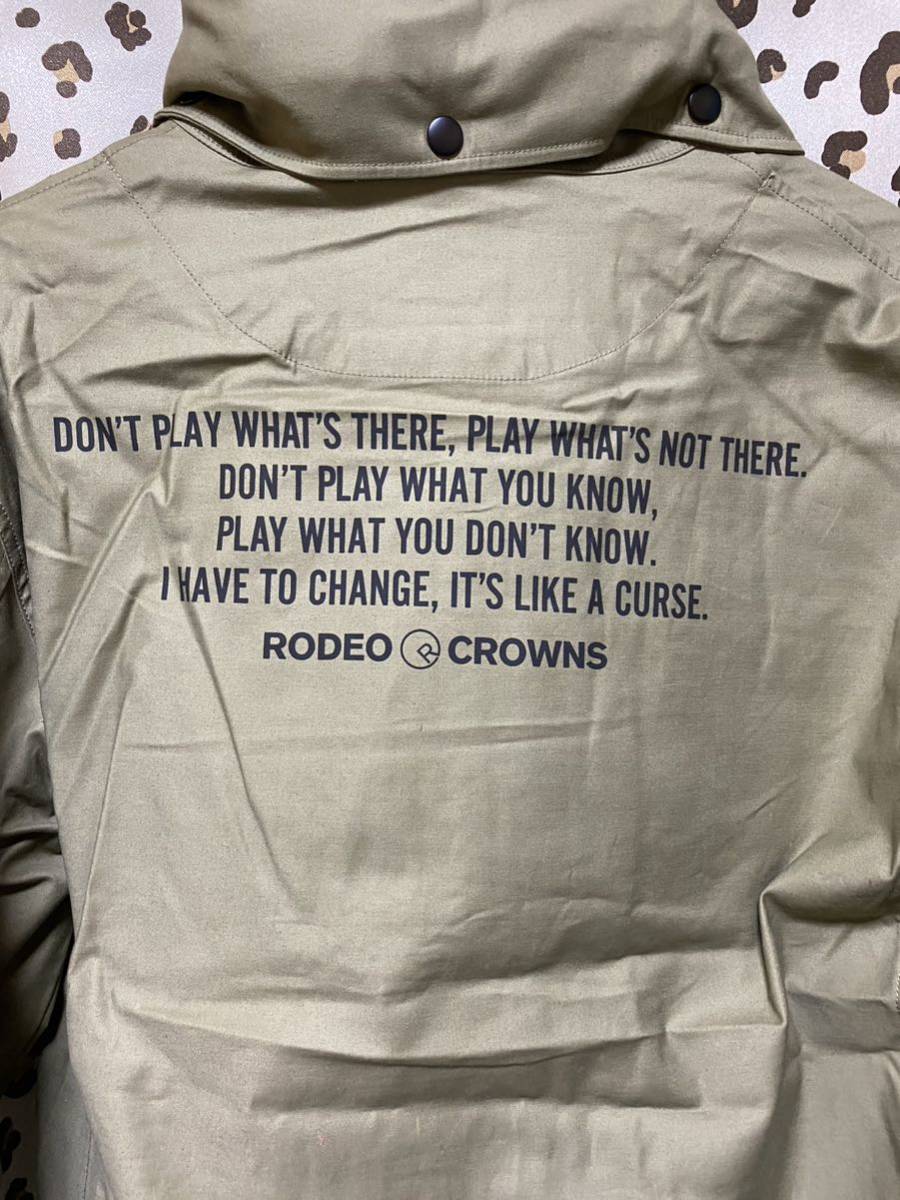 DON'T PLAY WHAT'S THERE, PLAY WHAT'S NOT THERE.
DON'T PLAY WHAT YOU KNOW,
PLAY WHAT YOU DON'T KNOW.
I HAVE TO CHANGE, IT'S LIKE A CURSE.
RODEO R CROWNS